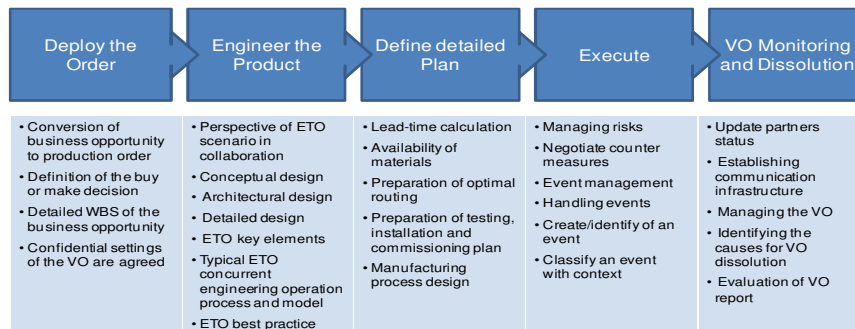 Deploy the
Order
Engineer the
Product
Define detailed
Plan
Execute
VO Monitoring
and Dissolution
• Conversion of
business opportunity
to production order
• Definition of the buy
or make decision
• Detailed WBS of the
business opportunity
• Confidential settings
of the VO are agreed
• Perspective of ETO
scenario in
collaboration
• Conceptual design
• Architectural design
• Detailed design
• ETO key elements
• Typical ETO
concurrent
engineering operation
process and model
• ETO best practice
• Lead-time calculation
• Availability of
materials
• Preparation of optimal
routing
• Preparation of testing,
installation and
commissioning plan
• Manufacturing
process design
• Managing risks
• Negotiate counter
measures
• Event management
• Handling events
• Create/identify of an
event
• Classify an event
with context
• Update partners
status
• Establishing
communication
infrastructure
• Managing the VO
• Identifying the
causes for VO
dissolution
• Evaluation of VO
report